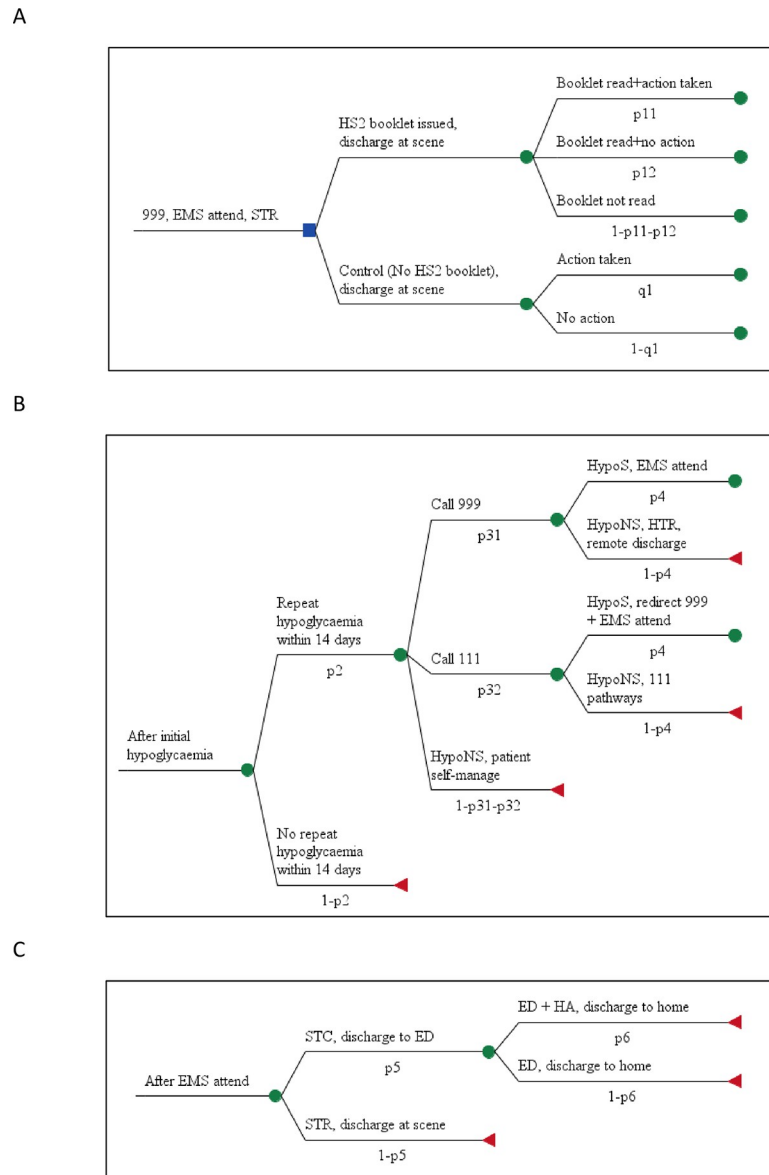 A
Booklet read+action taken
p11
HS2 booklet issued,
discharge at scene
Booklet read+no action
p12
Booklet not read
1-p11-p12
999, EMS attend, STR
Control (No HS2 booklet),
discharge at scene
Action taken
q1
No action
1-q1
B
HypoS, EMS attend
p4
Call 999
p31
HypoNS, HTR,
remote discharge
1-p4
Repeat
hypoglycaemia
within 14 days
p2
HypoS, redirect 999
+ EMS attend
p4
Call 111
p32
HypoNS, 111
pathways
1-p4
After initial
hypoglycaemia
HypoNS, patient
self-manage
1-p31-p32
No repeat
hypoglycaemia
within 14 days
1-p2
C
ED + HA, discharge to home
p6
STC, discharge to ED
p5
ED, discharge to home
1-p6
After EMS attend
STR, discharge at scene
1-p5